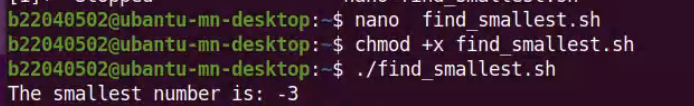 b22040502@ubantu-mn-desktop:~$ nano  find_smallest.sh
b22040502@ubantu-mn-desktop:~$ chmod +x find_smallest.sh
b22040502@ubantu-mn-desktop:~$ ./find_smallest.sh
The smallest number is: -3